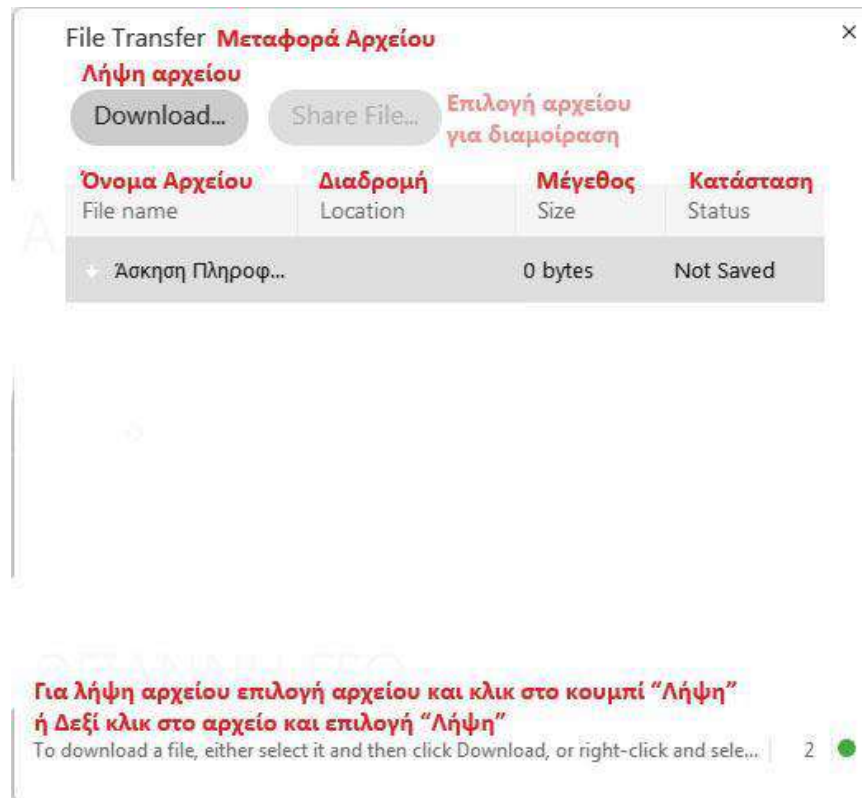 File Transfer Μεταφορά Αρχείου
Λήψη αρχείου
Download... Share File... Επιλογή αρχείου
για διαμοίραση
Όνομα Αρχείου Διαδρομή Μέγεθος Κατάσταση
File name Location Size Status
Άσκηση Πληροφ... 0 bytes Not Saved
Για λήψη αρχείου επιλογή αρχείου και κλικ στο κουμπί “Λήψη”
ή Δεξί κλικ στο αρχείο και επιλογή “Λήψη”
To download a file, either select it and then click Download, or right-click and sele... 2